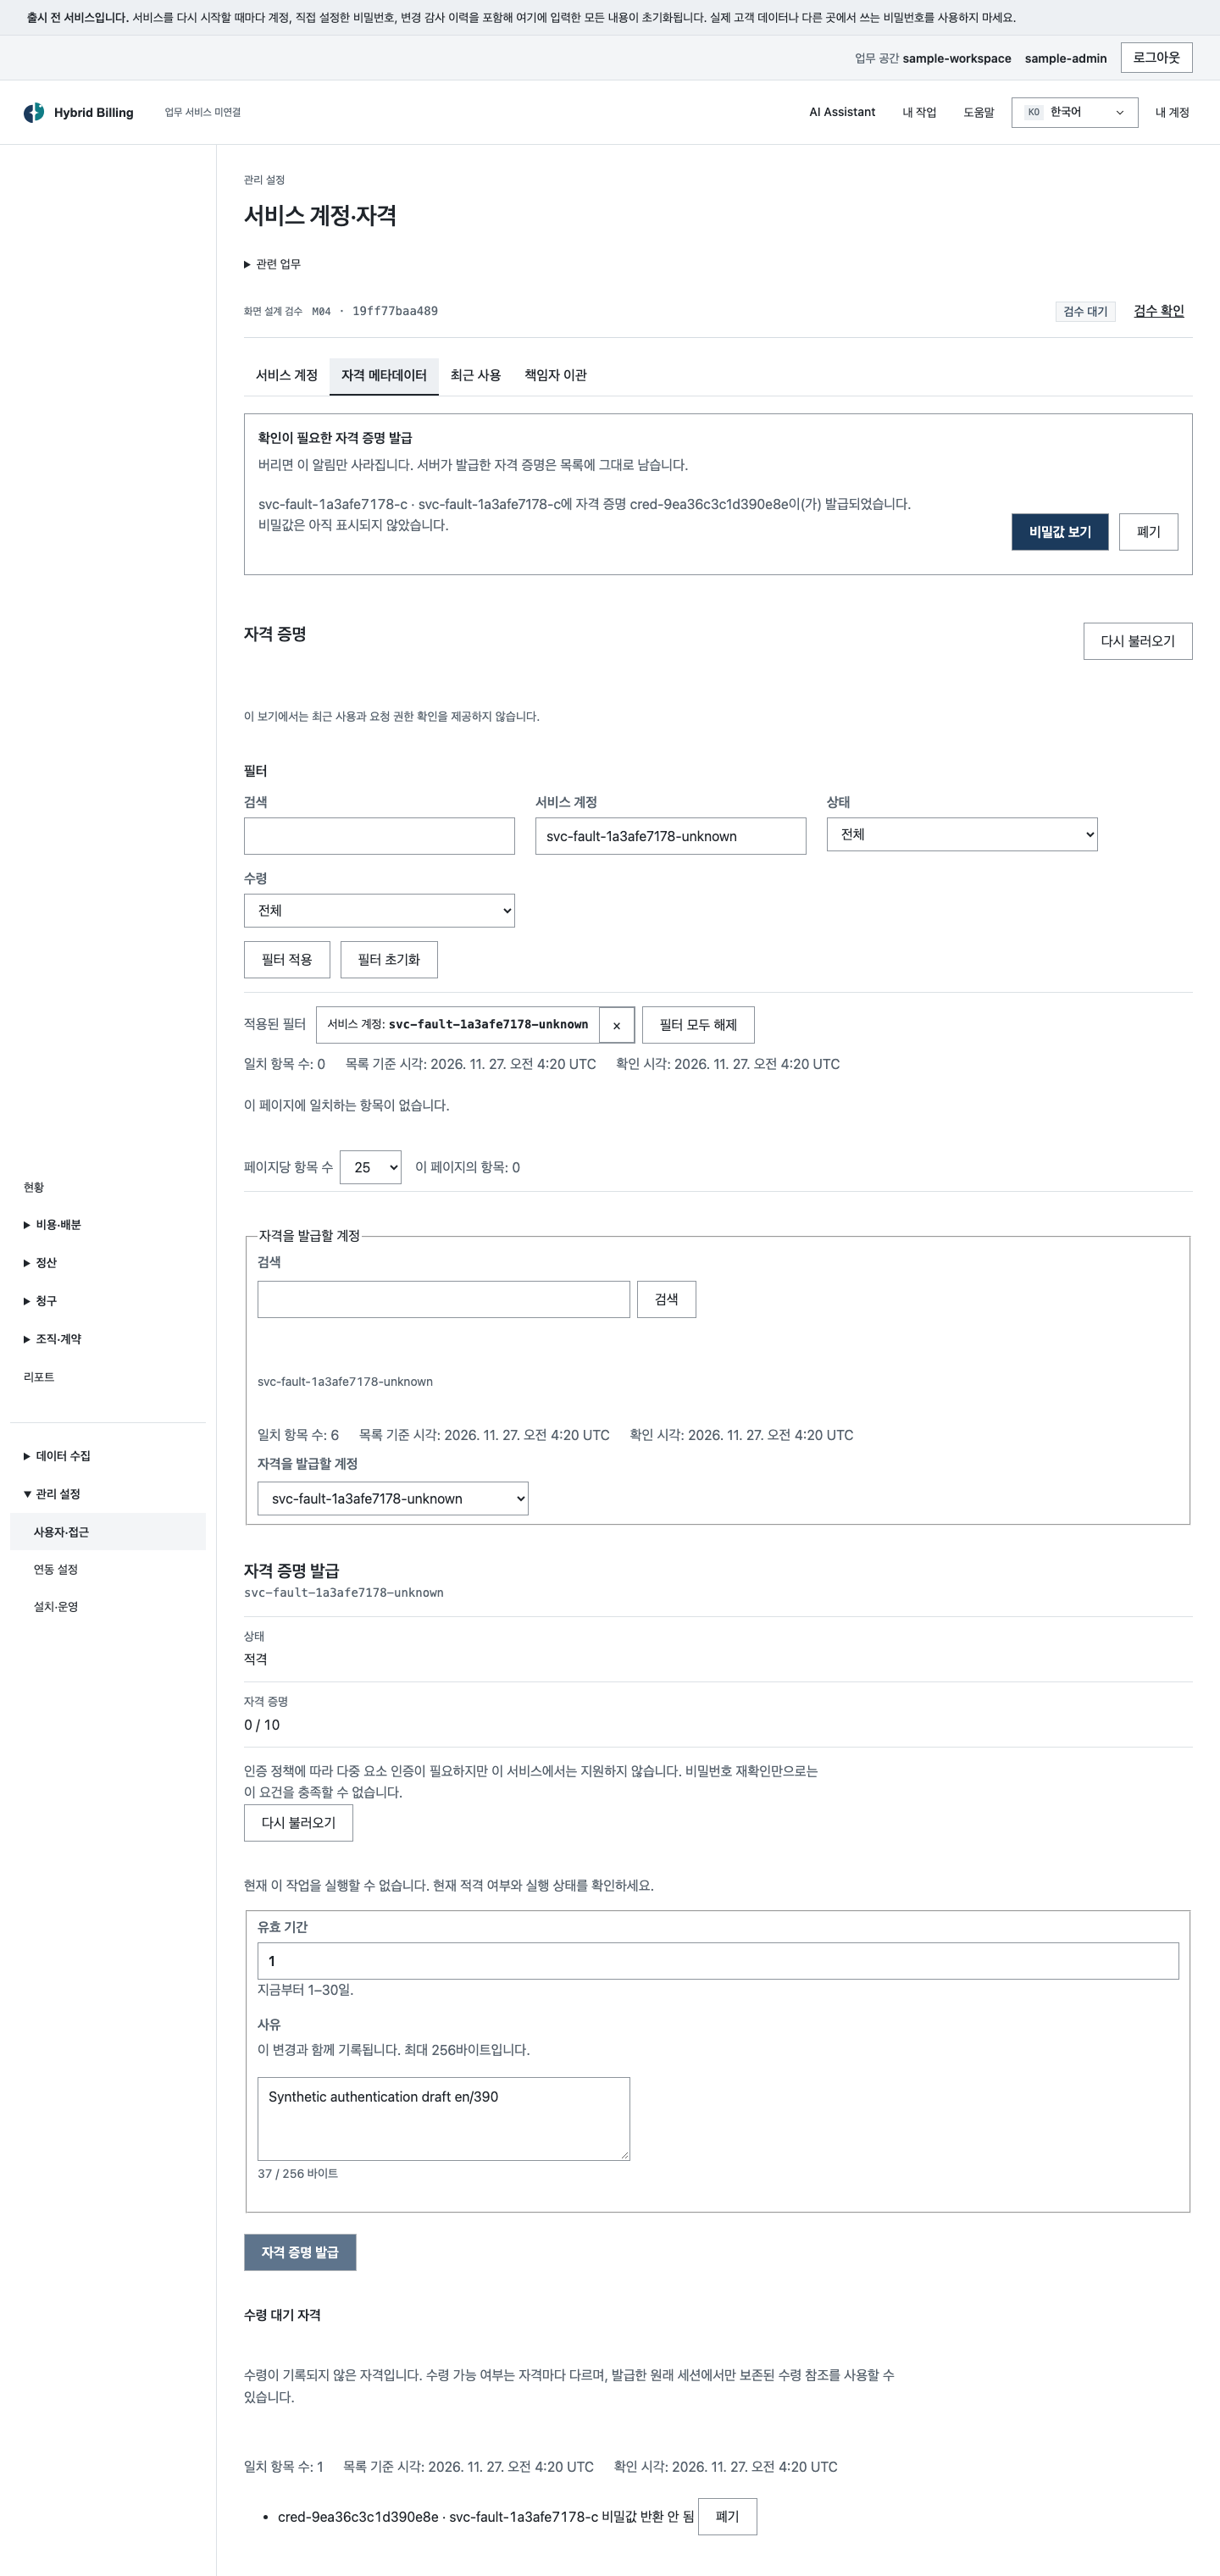 출시 전 서비스입니다. 서비스를 다시 시작할 때마다 계정, 직접 설정한 비밀번호, 변경 감사 이력을 포함해 여기에 입력한 모든 내용이 초기화됩니다. 실제 고객 데이터나 다른 곳에서 쓰는 비밀번호를 사용하지 마세요.
업무 공간 sample-workspace sample-admin 로그아웃
Hybrid Billing 업무 서비스 미연결 AI Assistant 내 작업 도움말 KO 한국어 내 계정
관리 설정
서비스 계정·자격
▶ 관련 업무
화면 설계 검수 M04 · 19ff77baa489 검수 대기 검수 확인
서비스 계정 자격 메타데이터 최근 사용 책임자 이관
확인이 필요한 자격 증명 발급
버리면 이 알림만 사라집니다. 서버가 발급한 자격 증명은 목록에 그대로 남습니다.
svc-fault-1a3afe7178-c · svc-fault-1a3afe7178-c에 자격 증명 cred-9ea36c3c1d390e8e이(가) 발급되었습니다.
비밀값은 아직 표시되지 않았습니다.
비밀값 보기 폐기
자격 증명
다시 불러오기
이 보기에서는 최근 사용과 요청 권한 확인을 제공하지 않습니다.
필터
검색 서비스 계정 상태
svc-fault-1a3afe7178-unknown 전체
수령
전체
필터 적용 필터 초기화
적용된 필터 서비스 계정: svc-fault-1a3afe7178-unknown × 필터 모두 해제
일치 항목 수: 0 목록 기준 시각: 2026. 11. 27. 오전 4:20 UTC 확인 시각: 2026. 11. 27. 오전 4:20 UTC
이 페이지에 일치하는 항목이 없습니다.
페이지당 항목 수 25 이 페이지의 항목: 0
현황
▶ 비용·배분
▶ 정산
▶ 청구
▶ 조직·계약
리포트
▶ 데이터 수집
▼ 관리 설정
사용자·접근
연동 설정
설치·운영
자격을 발급할 계정
검색
검색
svc-fault-1a3afe7178-unknown
일치 항목 수: 6 목록 기준 시각: 2026. 11. 27. 오전 4:20 UTC 확인 시각: 2026. 11. 27. 오전 4:20 UTC
자격을 발급할 계정
svc-fault-1a3afe7178-unknown
자격 증명 발급
svc-fault-1a3afe7178-unknown
상태
적격
자격 증명
0 / 10
인증 정책에 따라 다중 요소 인증이 필요하지만 이 서비스에서는 지원하지 않습니다. 비밀번호 재확인만으로는
이 요건을 충족할 수 없습니다.
다시 불러오기
현재 이 작업을 실행할 수 없습니다. 현재 적격 여부와 실행 상태를 확인하세요.
유효 기간
1
지금부터 1–30일.
사유
이 변경과 함께 기록됩니다. 최대 256바이트입니다.
Synthetic authentication draft en/390
37 / 256 바이트
자격 증명 발급
수령 대기 자격
수령이 기록되지 않은 자격입니다. 수령 가능 여부는 자격마다 다르며, 발급한 원래 세션에서만 보존된 수령 참조를 사용할 수
있습니다.
일치 항목 수: 1 목록 기준 시각: 2026. 11. 27. 오전 4:20 UTC 확인 시각: 2026. 11. 27. 오전 4:20 UTC
• cred-9ea36c3c1d390e8e · svc-fault-1a3afe7178-c 비밀값 반환 안 됨 폐기